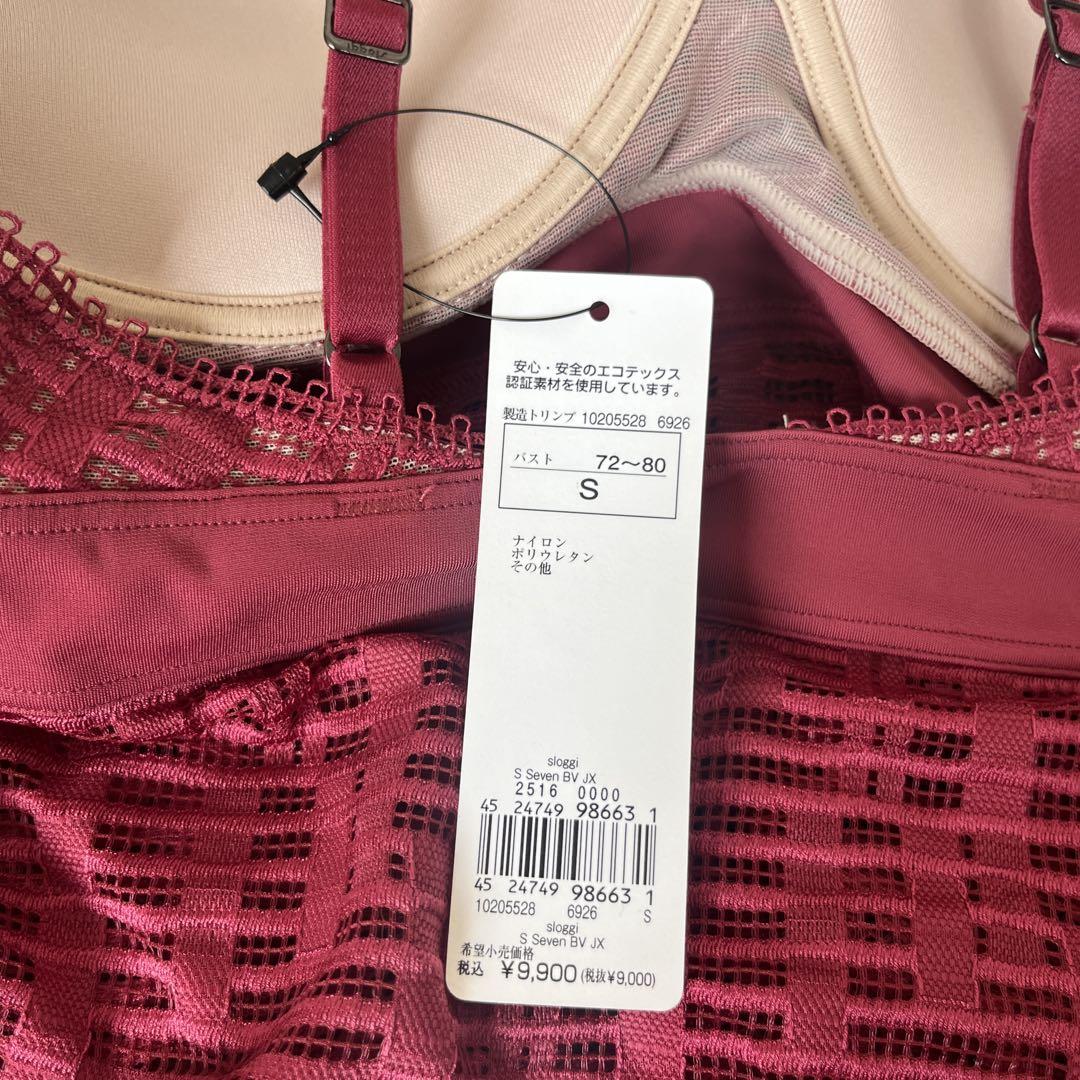 sloggi
安心・安全のエコテックス
認証素材を使用しています。
製造トリンプ 10205528 6926
バスト 72～80
S
ナイロン
ポリウレタン
その他
sloggi
S Seven BV JX
2516 0000
45 24749 98663 1
45 24749 98663 1
10205528 6926 S
sloggi
S Seven BV JX
希望小売価格
税込 ¥9,900 (税抜¥9,000)